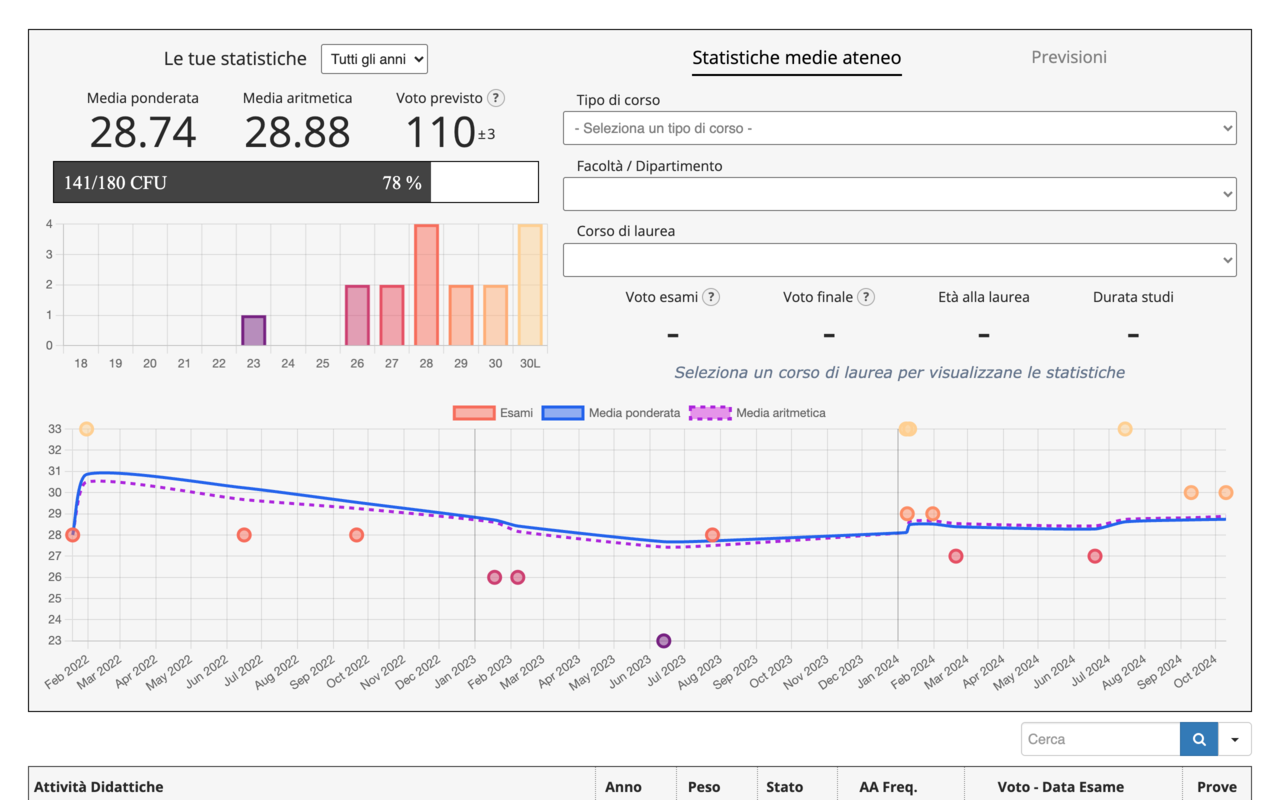 Le tue statistiche Tutti gli anni
Statistiche medie ateneo Previsioni
Media ponderata Media aritmetica Voto previsto ?
28.74 28.88 110 ±3
141/180 CFU 78 %
Tipo di corso
- Seleziona un tipo di corso -
Facoltà / Dipartimento
Corso di laurea
Voto esami ? Voto finale ? Età alla laurea Durata studi
– – – –
Seleziona un corso di laurea per visualizzare le statistiche
4
3
2
1
0
18 19 20 21 22 23 24 25 26 27 28 29 30 30L
Esami Media ponderata Media aritmetica
33
32
31
30
29
28
27
26
25
24
23
Feb 2022 Mar 2022 Apr 2022 May 2022 Jun 2022 Jul 2022 Aug 2022 Sep 2022 Oct 2022 Nov 2022 Dec 2022 Jan 2023 Feb 2023 Mar 2023 Apr 2023 May 2023 Jun 2023 Jul 2023 Aug 2023 Sep 2023 Oct 2023 Nov 2023 Dec 2023 Jan 2024 Feb 2024 Mar 2024 Apr 2024 May 2024 Jun 2024 Jul 2024 Aug 2024 Sep 2024 Oct 2024
Cerca
Attività Didattiche Anno Peso Stato AA Freq. Voto - Data Esame Prove